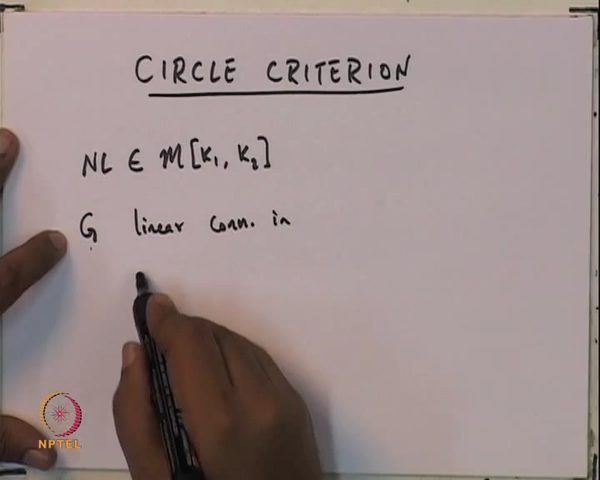 CIRCLE CRITERION
NL ∈ M[K₁, K₂]
G linear conn. in
NPTEL